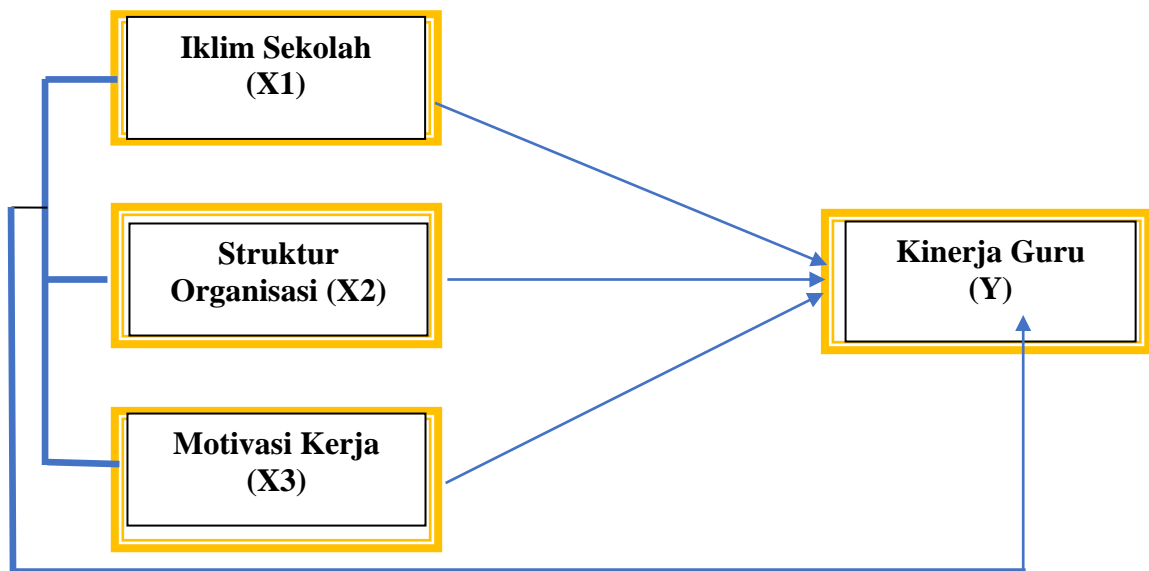 Iklim Sekolah
(X1)
Struktur
Organisasi (X2)
Motivasi Kerja
(X3)
Kinerja Guru
(Y)